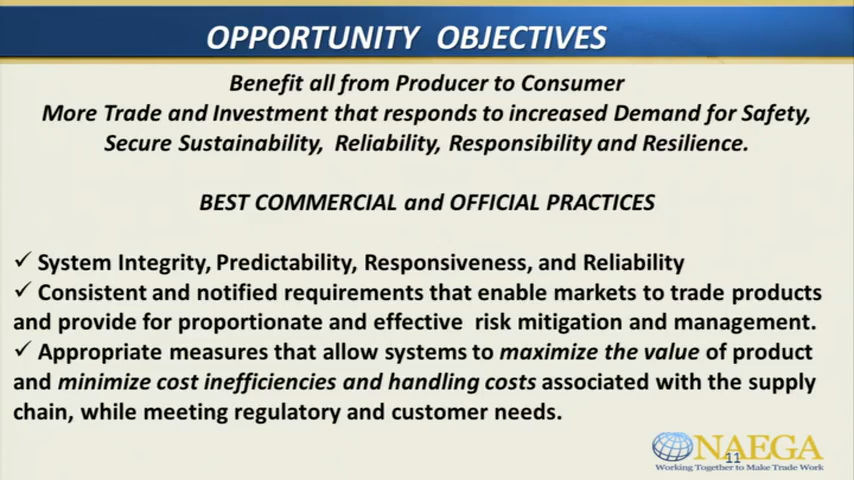 OPPORTUNITY OBJECTIVES
Benefit all from Producer to Consumer
More Trade and Investment that responds to increased Demand for Safety,
Secure Sustainability, Reliability, Responsibility and Resilience.
BEST COMMERCIAL and OFFICIAL PRACTICES
✓ System Integrity, Predictability, Responsiveness, and Reliability
✓ Consistent and notified requirements that enable markets to trade products
and provide for proportionate and effective risk mitigation and management.
✓ Appropriate measures that allow systems to maximize the value of product
and minimize cost inefficiencies and handling costs associated with the supply
chain, while meeting regulatory and customer needs.
NAEGA
11
Working Together to Make Trade Work